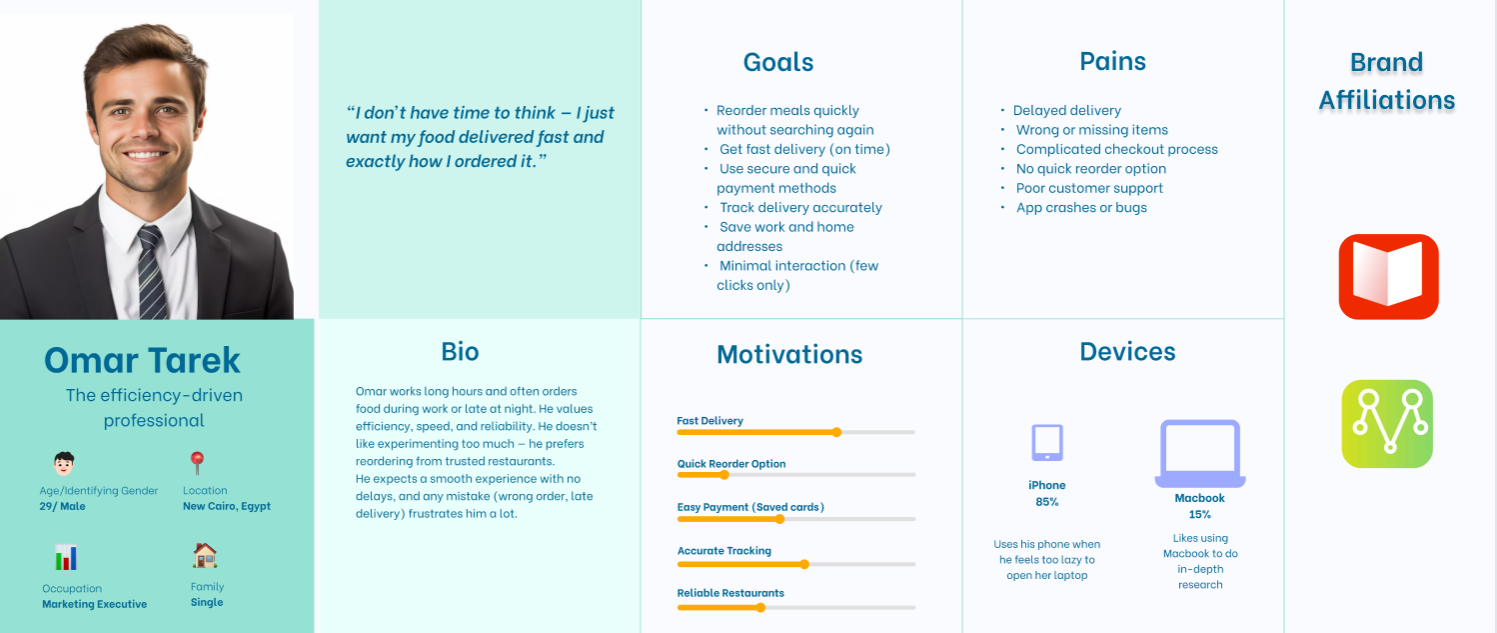 “I don’t have time to think – I just
want my food delivered fast and
exactly how I ordered it.”
Goals
• Reorder meals quickly
without searching again
• Get fast delivery (on time)
• Use secure and quick
payment methods
• Track delivery accurately
• Save work and home
addresses
• Minimal interaction (few
clicks only)
Pains
• Delayed delivery
• Wrong or missing items
• Complicated checkout process
• No quick reorder option
• Poor customer support
• App crashes or bugs
Brand
Affiliations
Omar Tarek
The efficiency-driven
professional
Age/Identifying Gender
29/ Male
Location
New Cairo, Egypt
Occupation
Marketing Executive
Family
Single
Bio
Omar works long hours and often orders
food during work or late at night. He values
efficiency, speed, and reliability. He doesn’t
like experimenting too much – he prefers
reordering from trusted restaurants.
He expects a smooth experience with no
delays, and any mistake (wrong order, late
delivery) frustrates him a lot.
Motivations
Fast Delivery
Quick Reorder Option
Easy Payment (Saved cards)
Accurate Tracking
Reliable Restaurants
Devices
iPhone
85%
Uses his phone when
he feels too lazy to
open her laptop
Macbook
15%
Likes using
Macbook to do
in-depth
research